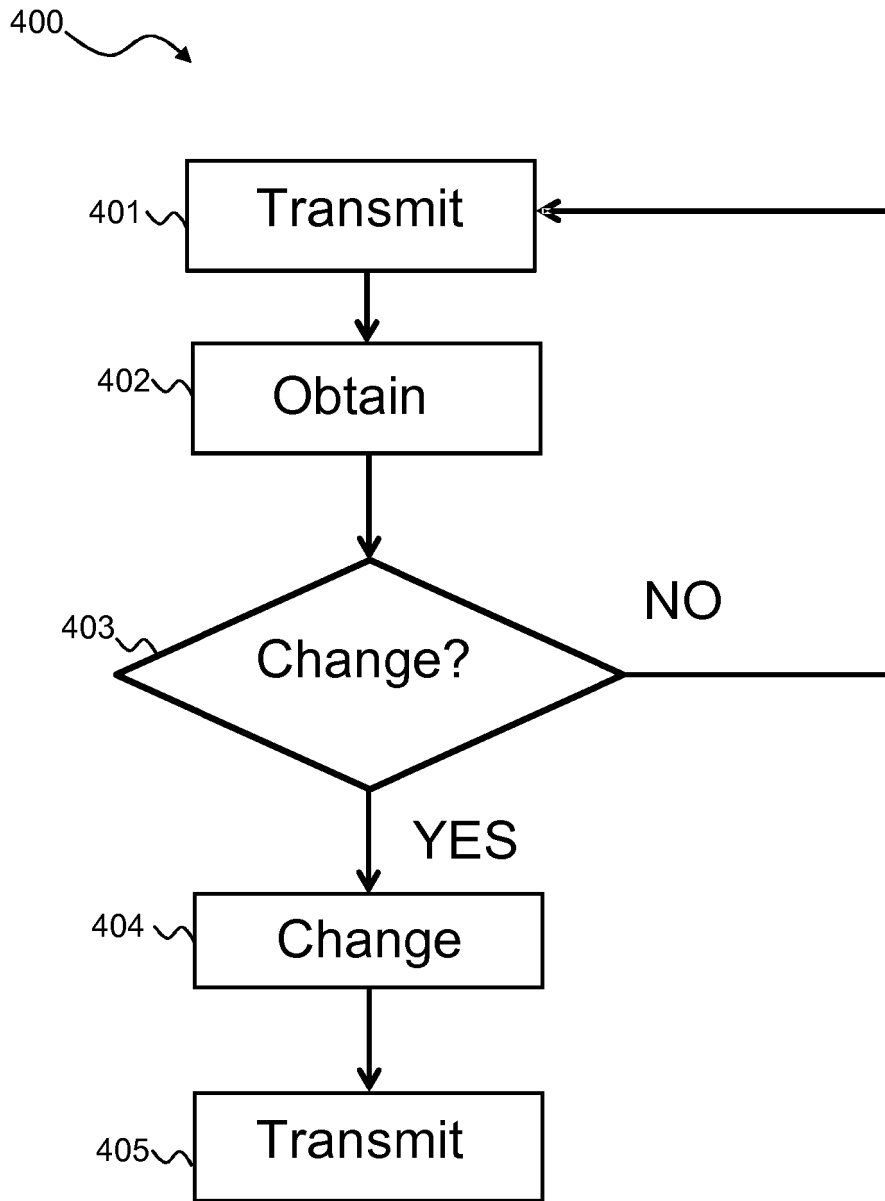 400
401
Transmit
402
Obtain
403
Change?
NO
YES
404
Change
405
Transmit